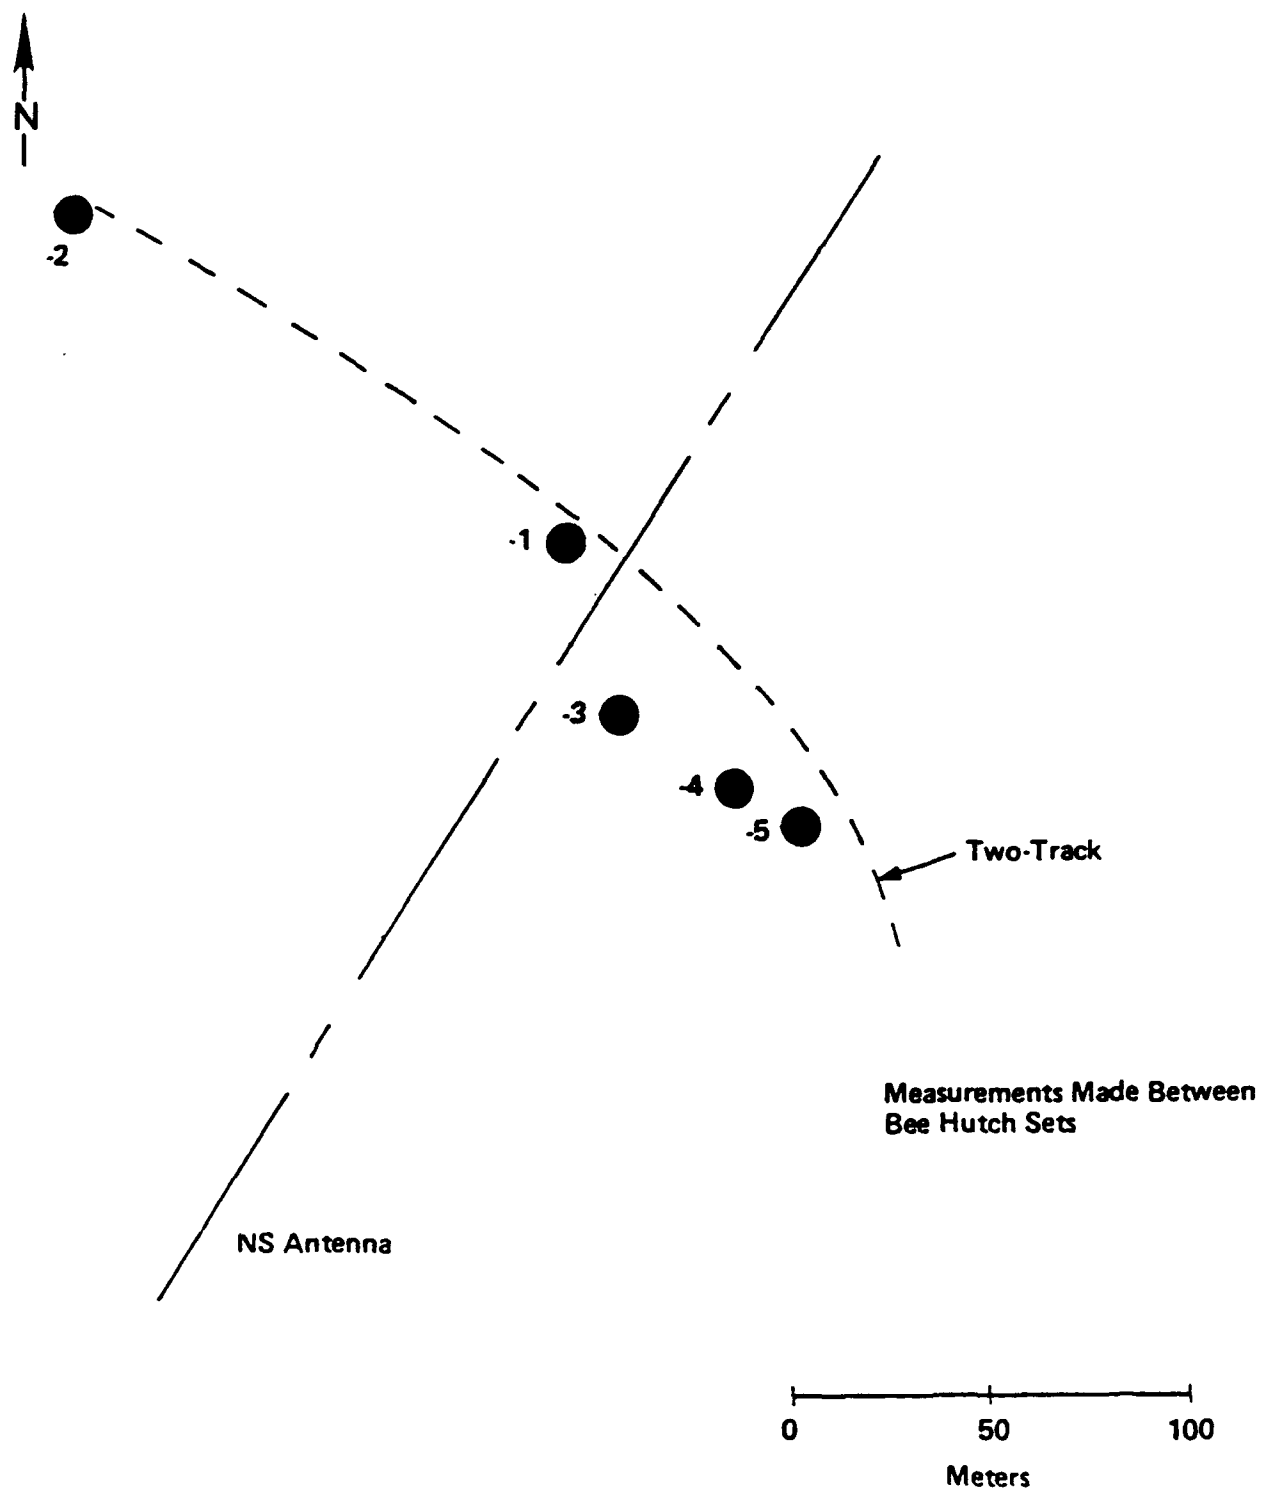 N
-2
-1
-3
-4
-5
Two-Track
Measurements Made Between
Bee Hutch Sets
NS Antenna
0 50 100
Meters